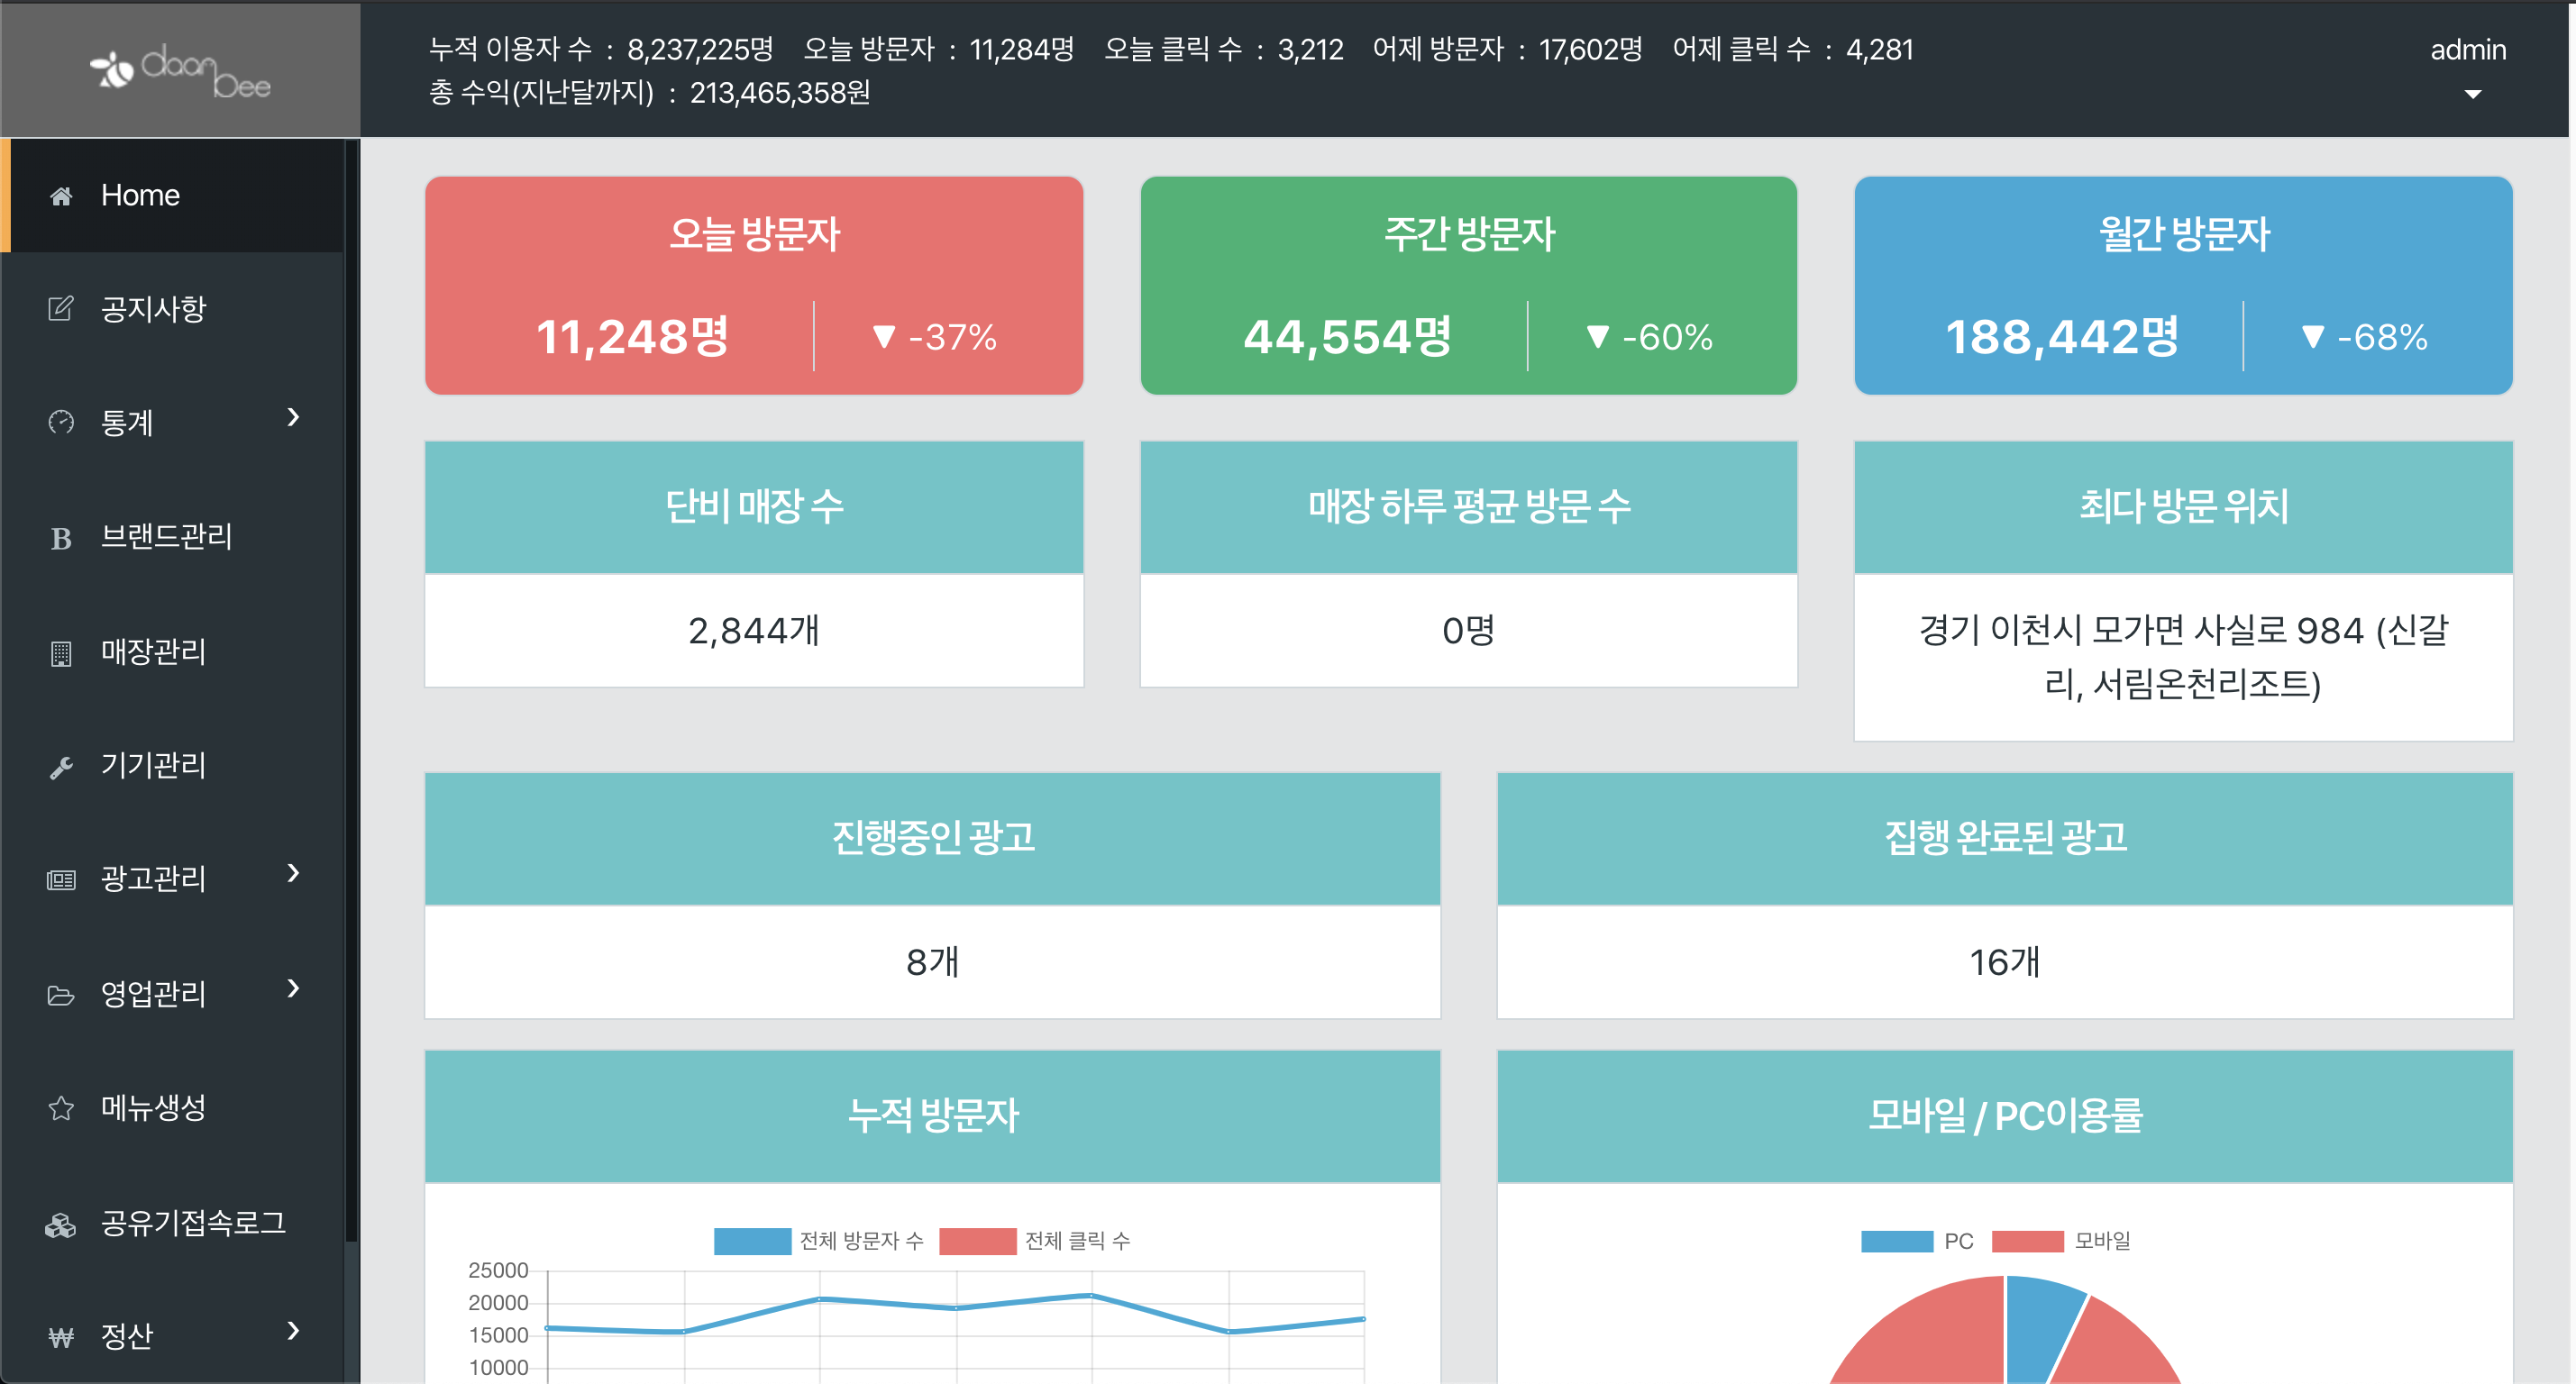 daanbee
누적 이용자 수 : 8,237,225명 오늘 방문자 : 11,284명 오늘 클릭 수 : 3,212 어제 방문자 : 17,602명 어제 클릭 수 : 4,281
총 수익(지난달까지) : 213,465,358원
admin
Home
공지사항
통계
B 브랜드관리
매장관리
기기관리
광고관리
영업관리
메뉴생성
공유기접속로그
₩ 정산
오늘 방문자
11,248명 ▼ -37%
주간 방문자
44,554명 ▼ -60%
월간 방문자
188,442명 ▼ -68%
단비 매장 수
2,844개
매장 하루 평균 방문 수
0명
최다 방문 위치
경기 이천시 모가면 사실로 984 (신갈
리, 서림온천리조트)
진행중인 광고
8개
집행 완료된 광고
16개
누적 방문자
전체 방문자 수 전체 클릭 수
25000
20000
15000
10000
모바일 / PC이용률
PC 모바일